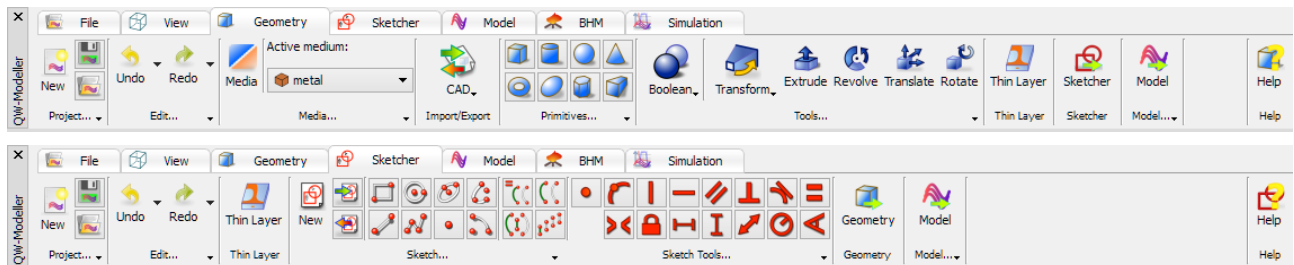 File View Geometry Sketcher Model BHM Simulation
QW-Modeller
Active medium:
New Undo Redo Media metal CAD Boolean Transform Extrude Revolve Translate Rotate Thin Layer Sketcher Model Help
Project... Edit... Media... Import/Export Primitives... Tools... Thin Layer Sketcher Model... Help
File View Geometry Sketcher Model BHM Simulation
QW-Modeller
New Undo Redo Thin Layer New Geometry Model Help
Project... Edit... Thin Layer Sketch... Sketch Tools... Geometry Model... Help